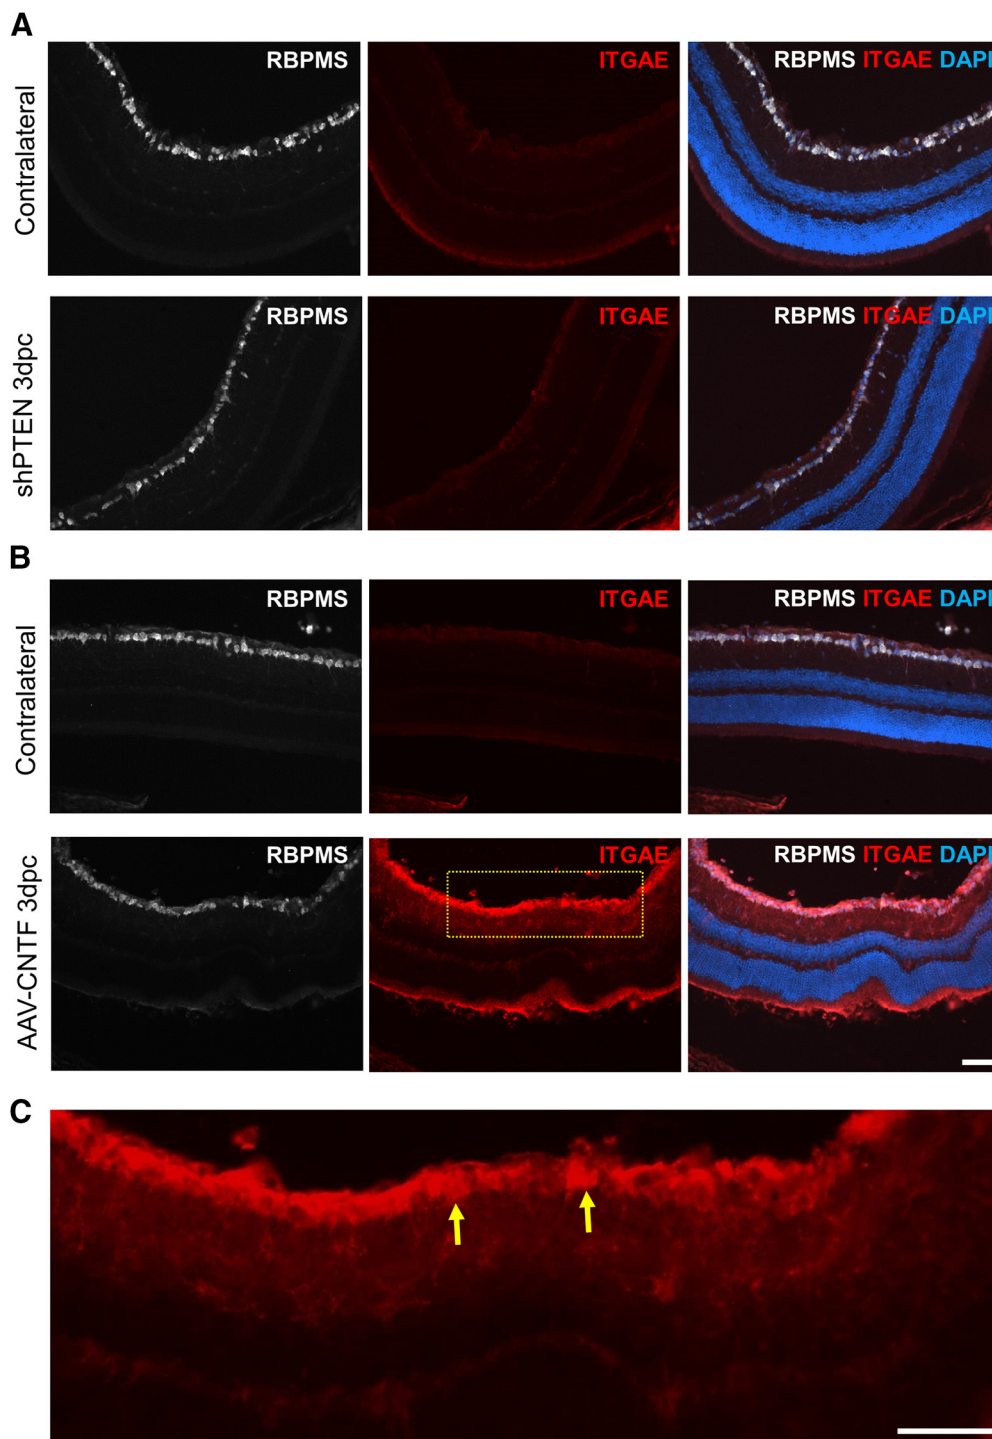 A
Contralateral
RBPMS
ITGAE
RBPMS ITGAE DAPI
shPTEN 3dpc
RBPMS
ITGAE
RBPMS ITGAE DAPI
B
Contralateral
RBPMS
ITGAE
RBPMS ITGAE DAPI
AAV-CNTF 3dpc
RBPMS
ITGAE
RBPMS ITGAE DAPI
C